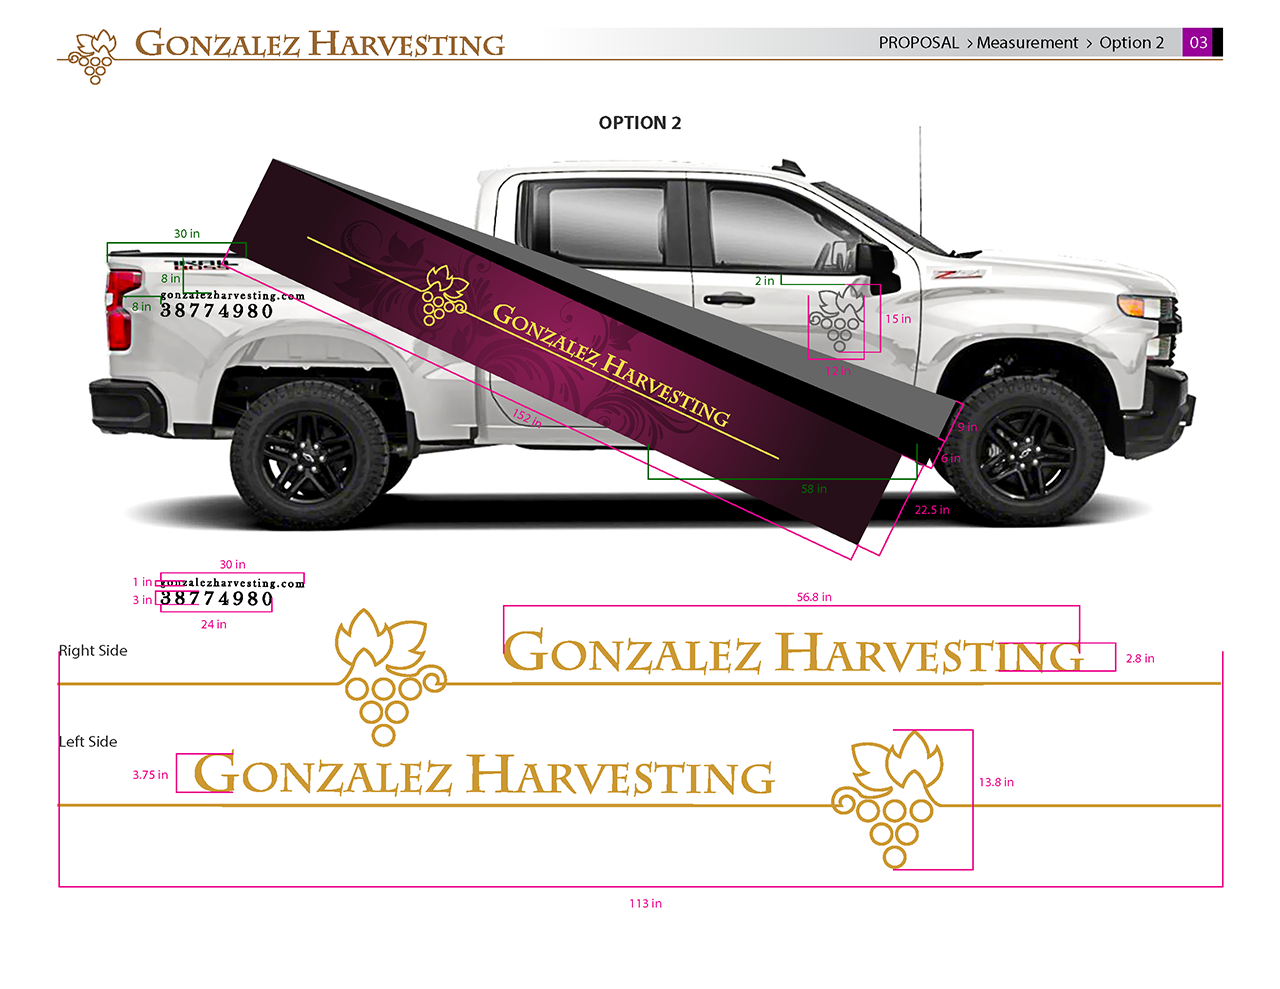 GONZALEZ HARVESTING
PROPOSAL > Measurement > Option 2 03
OPTION 2
30 in
8 in
8 in
gonzalezharvesting.com
38774980
2 in
15 in
12 in
GONZALEZ HARVESTING
152 in
9 in
6 in
58 in
22.5 in
30 in
1 in
gonzalezharvesting.com
3 in
38774980
24 in
56.8 in
Right Side
GONZALEZ HARVESTING
2.8 in
Left Side
3.75 in
GONZALEZ HARVESTING
13.8 in
113 in